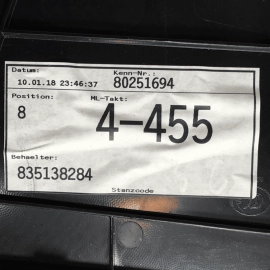 Datum: Kenn-Nr.:
10.01.18 23:46:37 80251694
Position: ML-Takt:
8 4-455
Behaelter:
835138284
Stanzcode